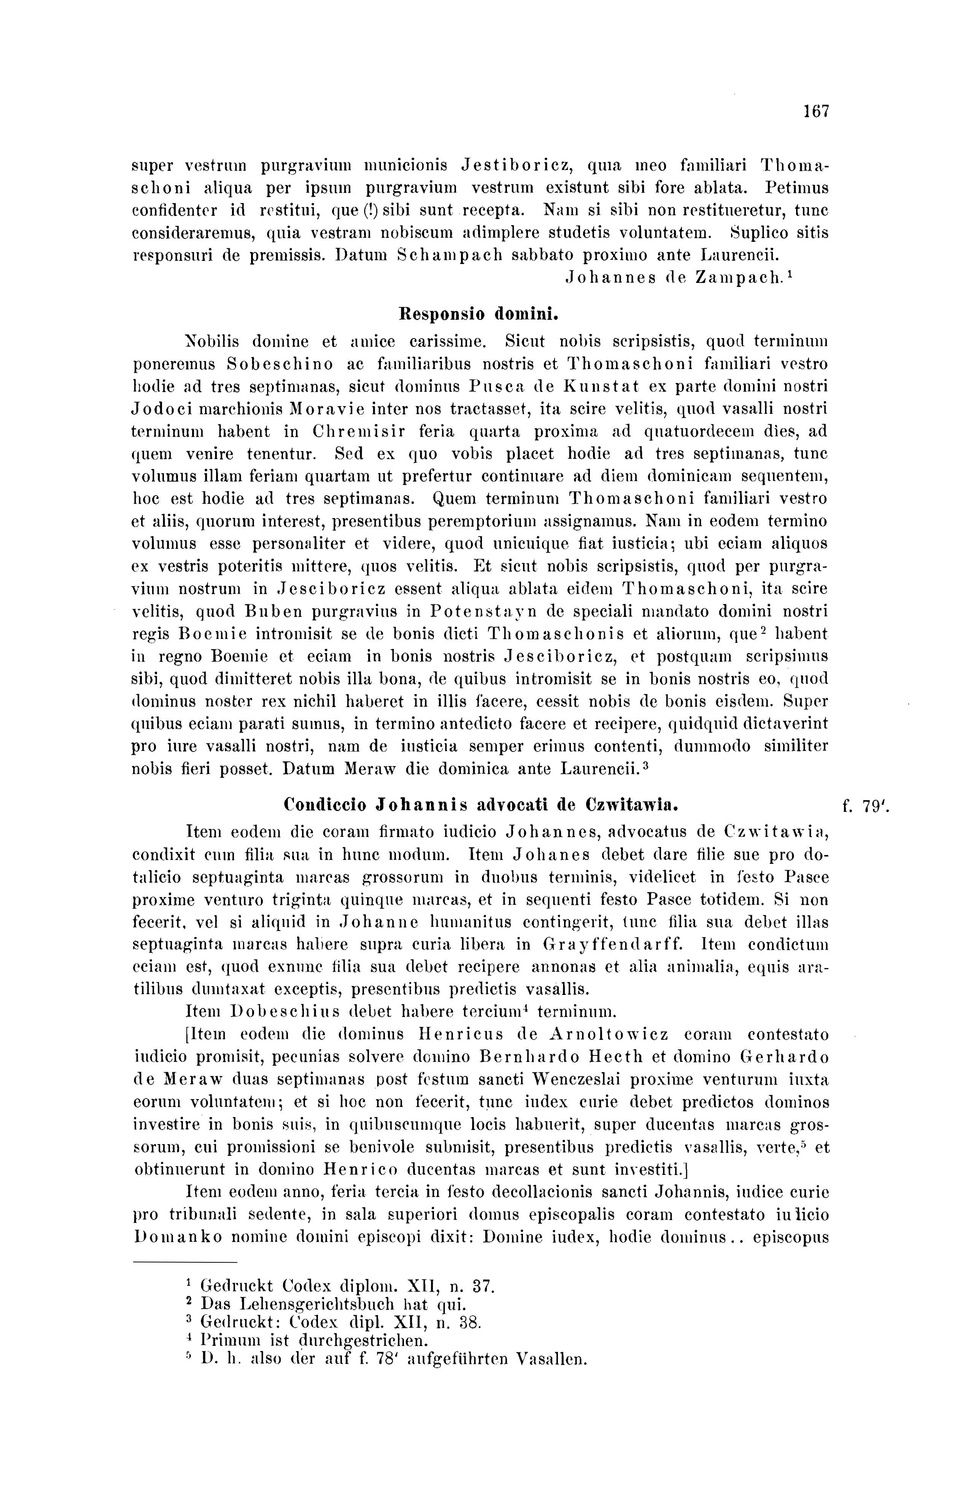 167
super vestrum purgravium municionis Jestiboricz, quia meo familiari Thoma-
schoni aliqua per ipsum purgravium vestrum existunt sibi fore ablata. Petimus
confidenter id restitui, que (!) sibi sunt recepta. Nam si sibi non restitueretur, tunc
consideraremus, quia vestram nobiscum adimplere studetis voluntatem. Suplico sitis
responsuri de premissis. Datum Schampach sabbato proximo ante Laurencii.
Johannes de Zampach.¹
Responsio domini.
Nobilis domine et amice carissime. Sicut nobis scripsistis, quod terminum
poneremus Sobeschino ac familiaribus nostris et Thomaschoni familiari vestro
hodie ad tres septimanas, sicut dominus Pusca de Kunstat ex parte domini nostri
Jodoci marchionis Moravie inter nos tractasset, ita scire velitis, quod vasalli nostri
terminum habent in Chremisir feria quarta proxima ad quatuordecem dies, ad
quem venire tenentur. Sed ex quo vobis placet hodie ad tres septimanas, tunc
volumus illam feriam quartam ut prefertur continuare ad diem dominicam sequentem,
hoc est hodie ad tres septimanas. Quem terminum Thomaschoni familiari vestro
et aliis, quorum interest, presentibus peremptorium assignamus. Nam in eodem termino
volumus esse personaliter et videre, quod unicuique fiat iusticia; ubi eciam aliquos
ex vestris poteritis mittere, quos velitis. Et sicut nobis scripsistis, quod per purgra-
vium nostrum in Jesciboricz essent aliqua ablata eidem Thomaschoni, ita scire
velitis, quod Buben purgravius in Potenstayn de speciali mandato domini nostri
regis Boemie intromisit se de bonis dicti Thomaschonis et aliorum, que² habent
in regno Boemie et eciam in bonis nostris Jesciboricz, et postquam scripsimus
sibi, quod dimitteret nobis illa bona, de quibus intromisit se in bonis nostris eo, quod
dominus noster rex nichil haberet in illis facere, cessit nobis de bonis eisdem. Super
quibus eciam parati sumus, in termino antedicto facere et recipere, quidquid dictaverint
pro iure vasalli nostri, nam de iusticia semper erimus contenti, dummodo similiter
nobis fieri posset. Datum Meraw die dominica ante Laurencii.³
Condiccio Johannis advocati de Czwitawia. f. 79'.
Item eodem die coram firmato iudicio Johannes, advocatus de Czwitawia,
condixit cum filia sua in hunc modum. Item Johanes debet dare filie sue pro do-
talicio septuaginta marcas grossorum in duobus terminis, videlicet in festo Pasce
proxime venturo triginta quinque marcas, et in sequenti festo Pasce totidem. Si non
fecerit, vel si aliquid in Johanne humanitus contingerit, tunc filia sua debet illas
septuaginta marcas habere supra curia libera in Grayffendarff. Item condictum
eciam est, quod exnunc filia sua debet recipere annonas et alia animalia, equis ara-
tilibus dumtaxat exceptis, presentibus predictis vasallis.
Item Dobeschius debet habere tercium⁴ terminum.
[Item eodem die dominus Henricus de Arnoltowicz coram contestato
iudicio promisit, pecunias solvere domino Bernhardo Hecth et domino Gerhardo
de Meraw duas septimanas post festum sancti Wenczeslai proxime venturum iuxta
eorum voluntatem; et si hoc non fecerit, tunc iudex curie debet predictos dominos
investire in bonis suis, in quibuscumque locis habuerit, super ducentas marcas gros-
sorum, cui promissioni se benivole submisit, presentibus predictis vasallis, verte,⁵ et
obtinuerunt in domino Henrico ducentas marcas et sunt investiti.]
Item eodem anno, feria tercia in festo decollacionis sancti Johannis, iudice curie
pro tribunali sedente, in sala superiori domus episcopalis coram contestato iudicio
Domanko nomine domini episcopi dixit: Domine iudex, hodie dominus.. episcopus
¹ Gedruckt Codex diplom. XII, n. 37.
² Das Lehensgerichtsbuch hat qui.
³ Gedruckt: Codex dipl. XII, n. 38.
⁴ Primum ist durchgestrichen.
⁵ D. h. also der auf f. 78' aufgeführten Vasallen.